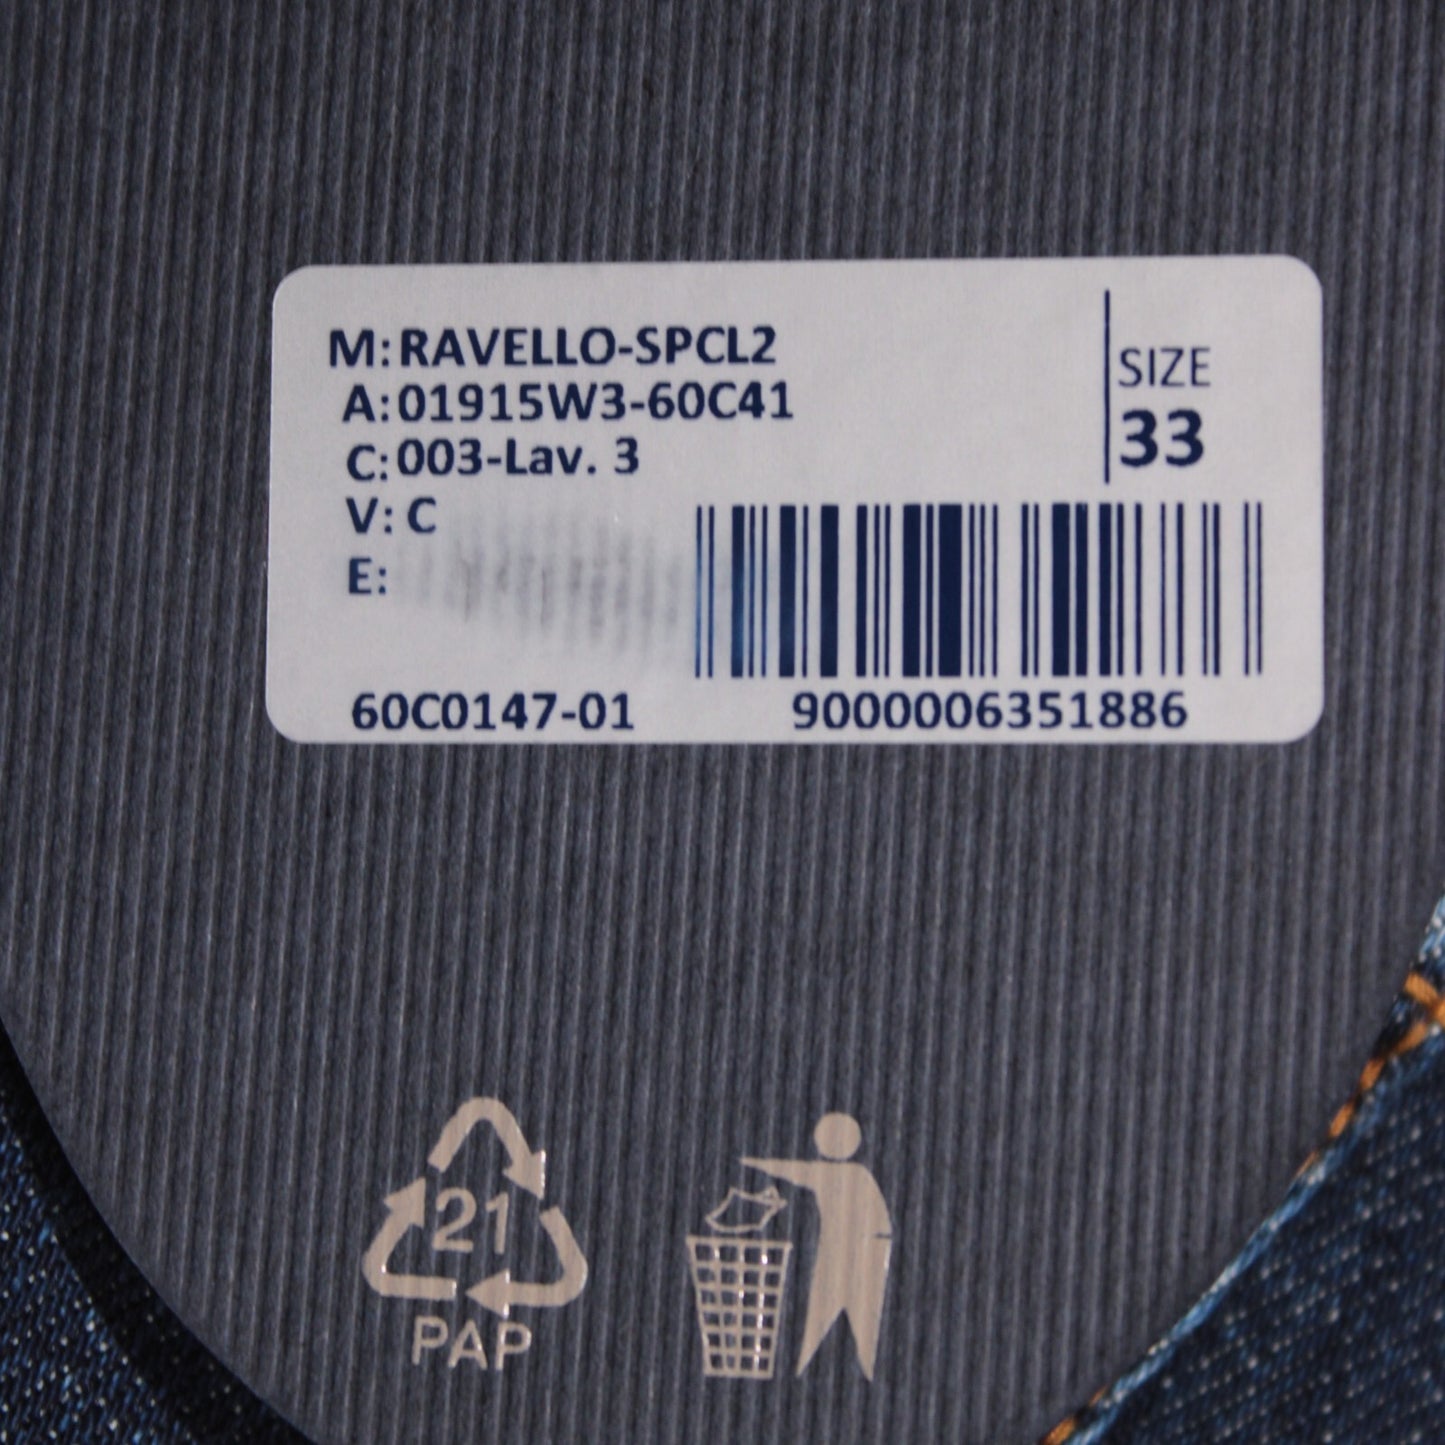 M: RAVELLO-SPCL2
A: 01915W3-60C41
C: 003-Lav. 3
V: C
E:
SIZE
33
60C0147-01
9000006351886
21
PAP